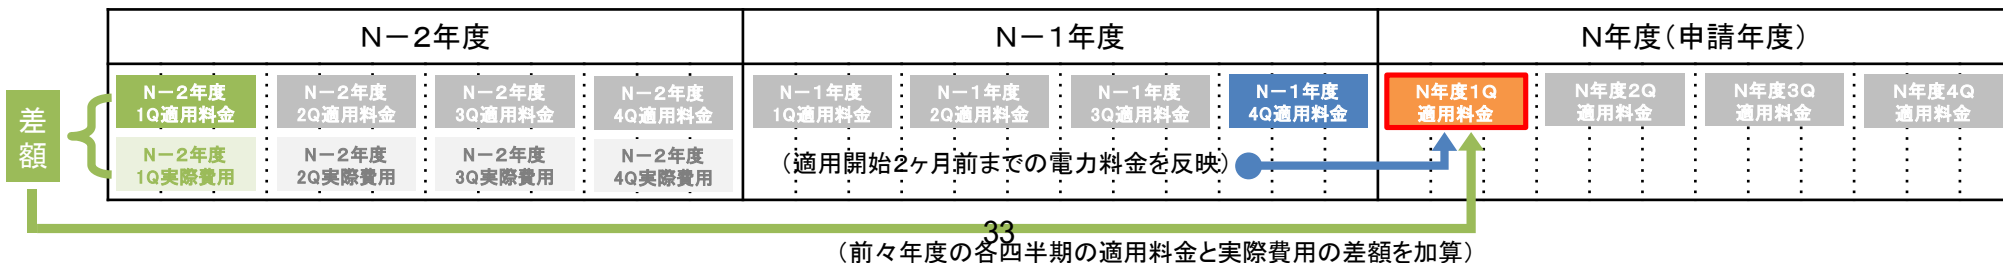 N－2年度
N－1年度
N年度(申請年度)
差
額
N－2年度
1Q適用料金
N－2年度
2Q適用料金
N－2年度
3Q適用料金
N－2年度
4Q適用料金
N－1年度
1Q適用料金
N－1年度
2Q適用料金
N－1年度
3Q適用料金
N－1年度
4Q適用料金
N年度1Q
適用料金
N年度2Q
適用料金
N年度3Q
適用料金
N年度4Q
適用料金
N－2年度
1Q実際費用
N－2年度
2Q実際費用
N－2年度
3Q実際費用
N－2年度
4Q実際費用
(適用開始2ヶ月前までの電力料金を反映)
33
(前々年度の各四半期の適用料金と実際費用の差額を加算)